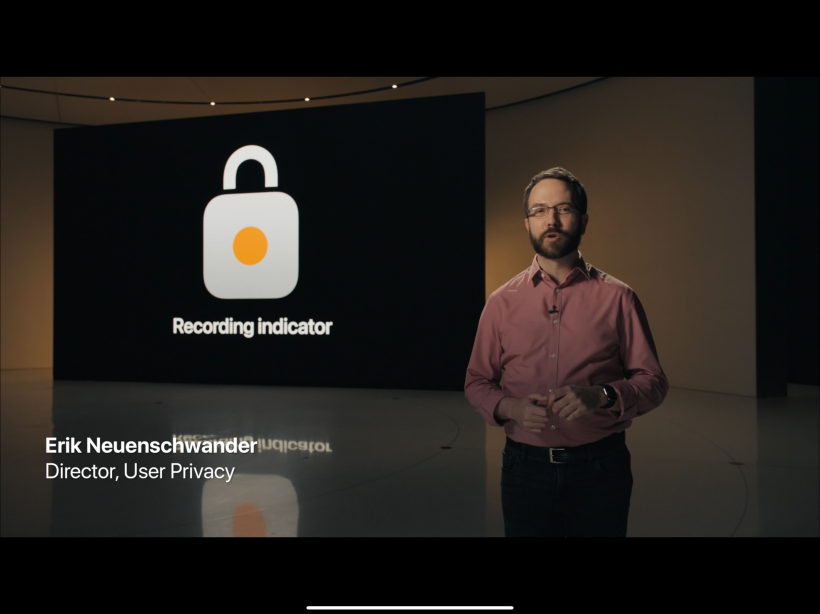 Recording indicator
Erik Neuenschwander
Director, User Privacy